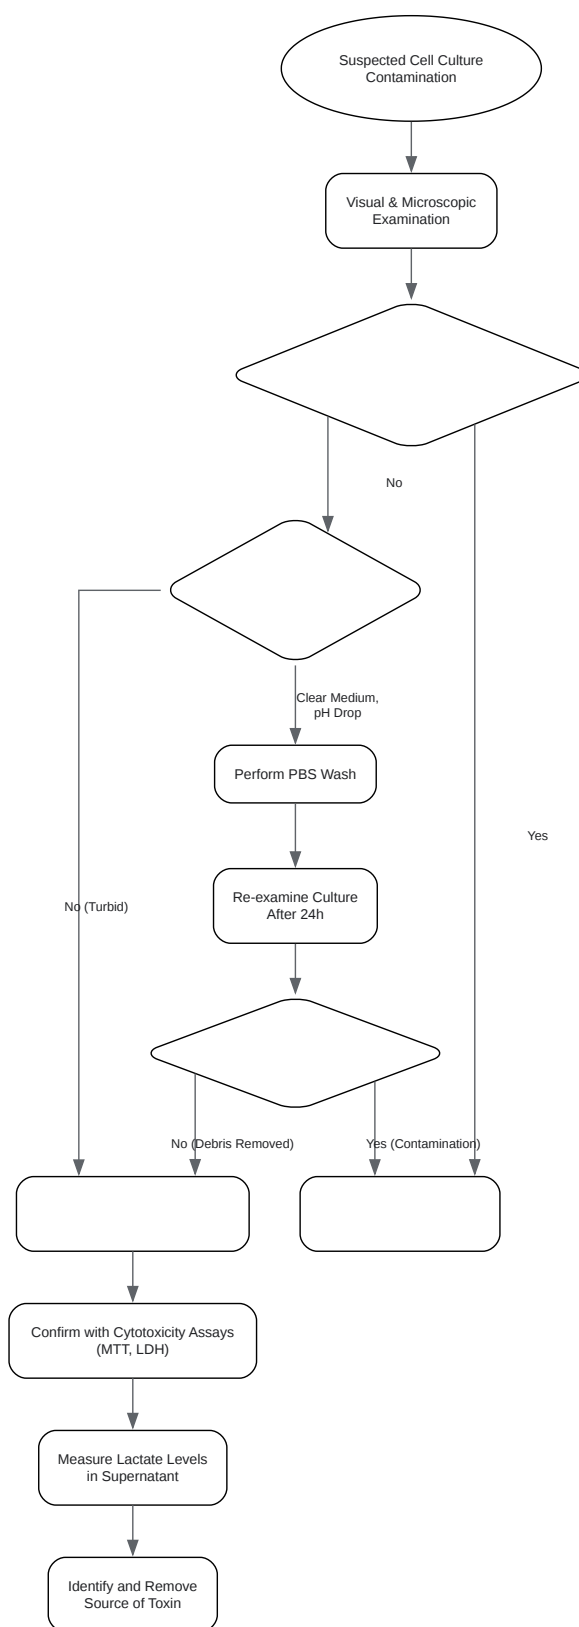 Suspected Cell Culture
Contamination
Visual & Microscopic
Examination
No
Clear Medium,
pH Drop
Perform PBS Wash
Yes
Re-examine Culture
After 24h
No (Turbid)
No (Debris Removed)
Yes (Contamination)
Confirm with Cytotoxicity Assays
(MTT, LDH)
Measure Lactate Levels
in Supernatant
Identify and Remove
Source of Toxin